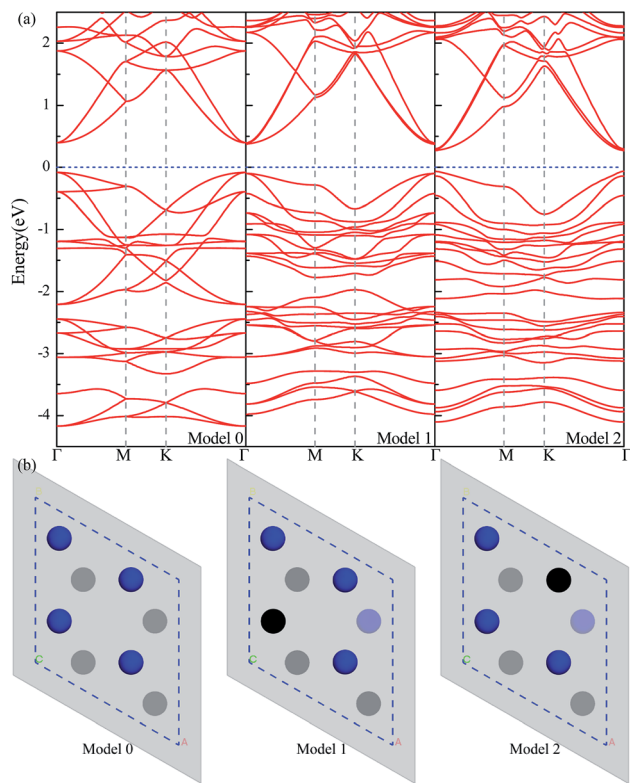 (a)
2
1
0
-1
-2
-3
-4
Energy(eV)
Model 0
Model 1
Model 2
Γ M K Γ M K Γ M K Γ
(b)
B
C
A
Model 0
C
A
Model 1
C
A
Model 2